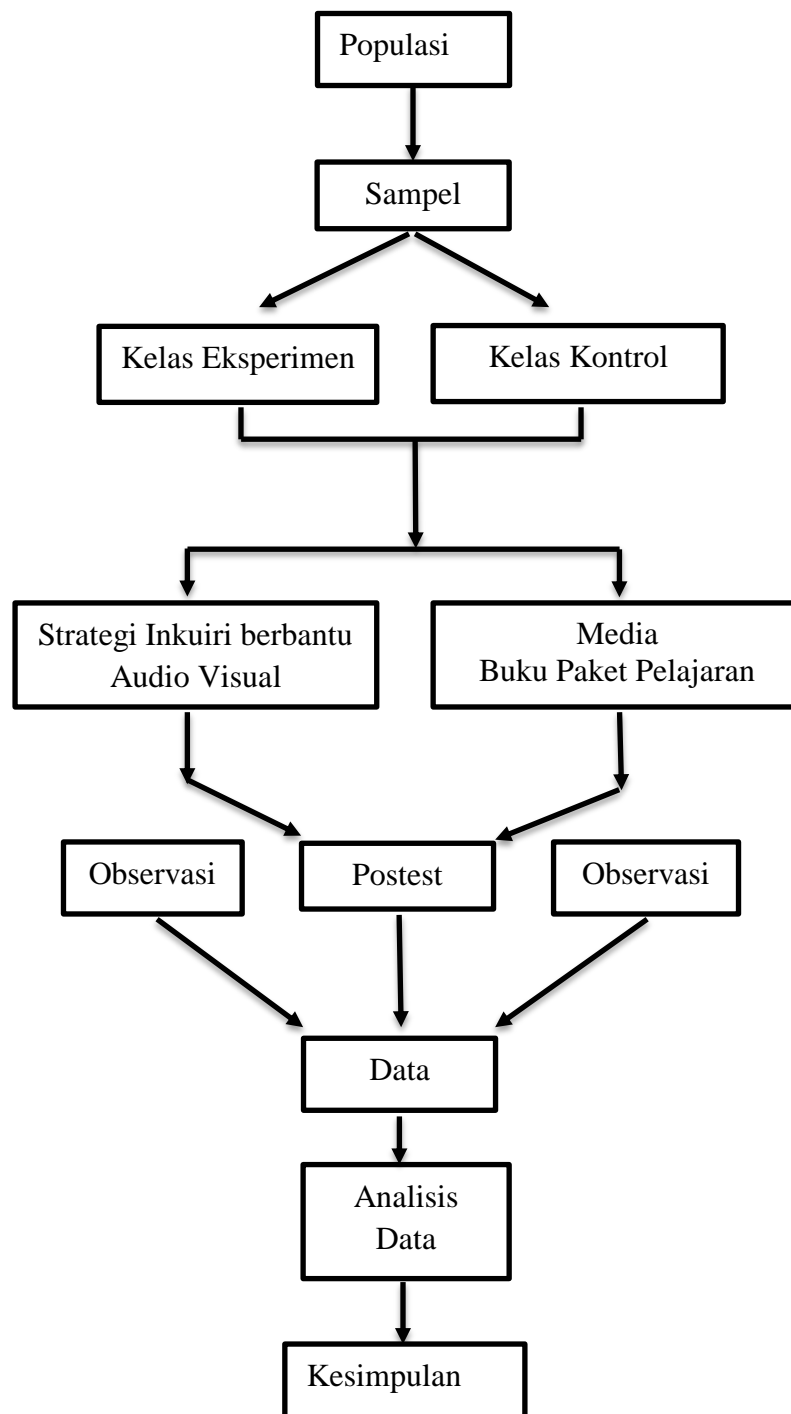 Populasi
Sampel
Kelas Eksperimen
Kelas Kontrol
Strategi Inkuiri berbantu
Audio Visual
Media
Buku Paket Pelajaran
Observasi
Postest
Observasi
Data
Analisis
Data
Kesimpulan